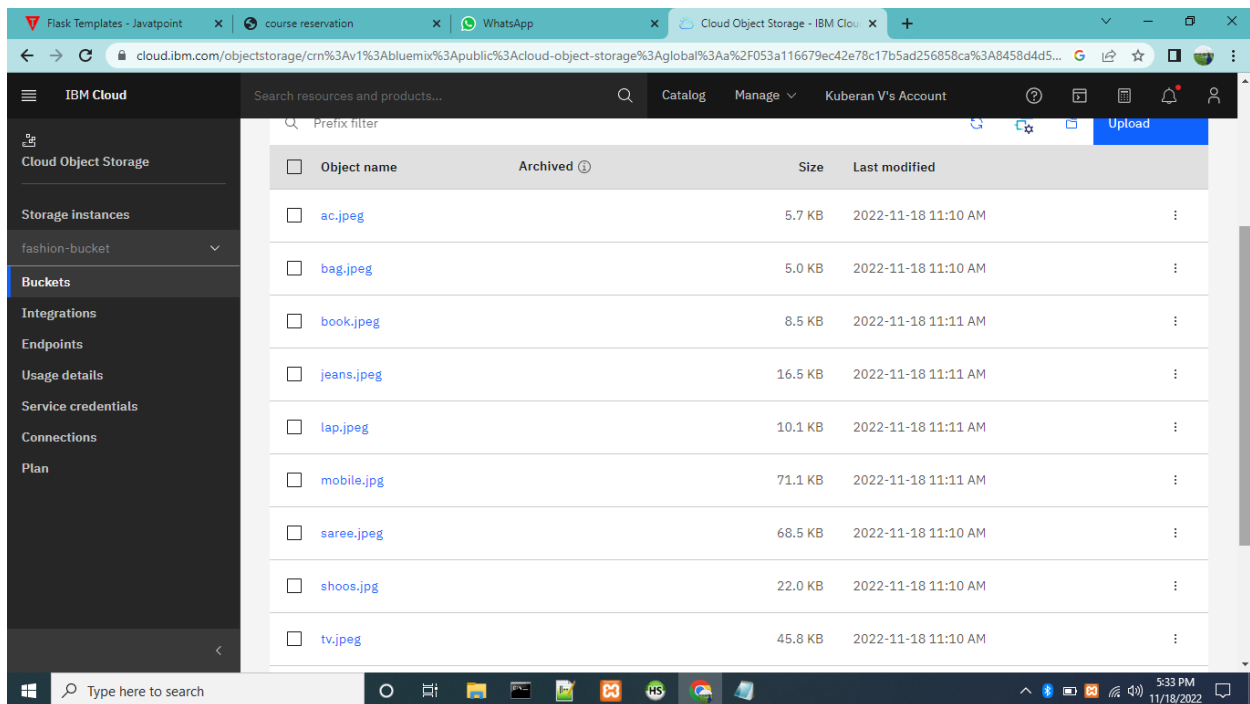 Flask Templates - Javatpoint
course reservation
WhatsApp
Cloud Object Storage - IBM Clou
cloud.ibm.com/objectstorage/crn%3Av1%3Abluemix%3Apublic%3Acloud-object-storage%3Aglobal%3Aa%2F053a116679ec42e78c17b5ad256858ca%3A8458d4d5...
IBM Cloud
Search resources and products...
Catalog
Manage
Kuberan V's Account
Cloud Object Storage
Storage instances
fashion-bucket
Buckets
Integrations
Endpoints
Usage details
Service credentials
Connections
Plan
Prefix filter
Upload
Object name Archived Size Last modified
ac.jpeg 5.7 KB 2022-11-18 11:10 AM
bag.jpeg 5.0 KB 2022-11-18 11:10 AM
book.jpeg 8.5 KB 2022-11-18 11:11 AM
jeans.jpeg 16.5 KB 2022-11-18 11:11 AM
lap.jpeg 10.1 KB 2022-11-18 11:11 AM
mobile.jpg 71.1 KB 2022-11-18 11:11 AM
saree.jpeg 68.5 KB 2022-11-18 11:10 AM
shoos.jpg 22.0 KB 2022-11-18 11:10 AM
tv.jpeg 45.8 KB 2022-11-18 11:10 AM
Type here to search
HS
5:33 PM
11/18/2022